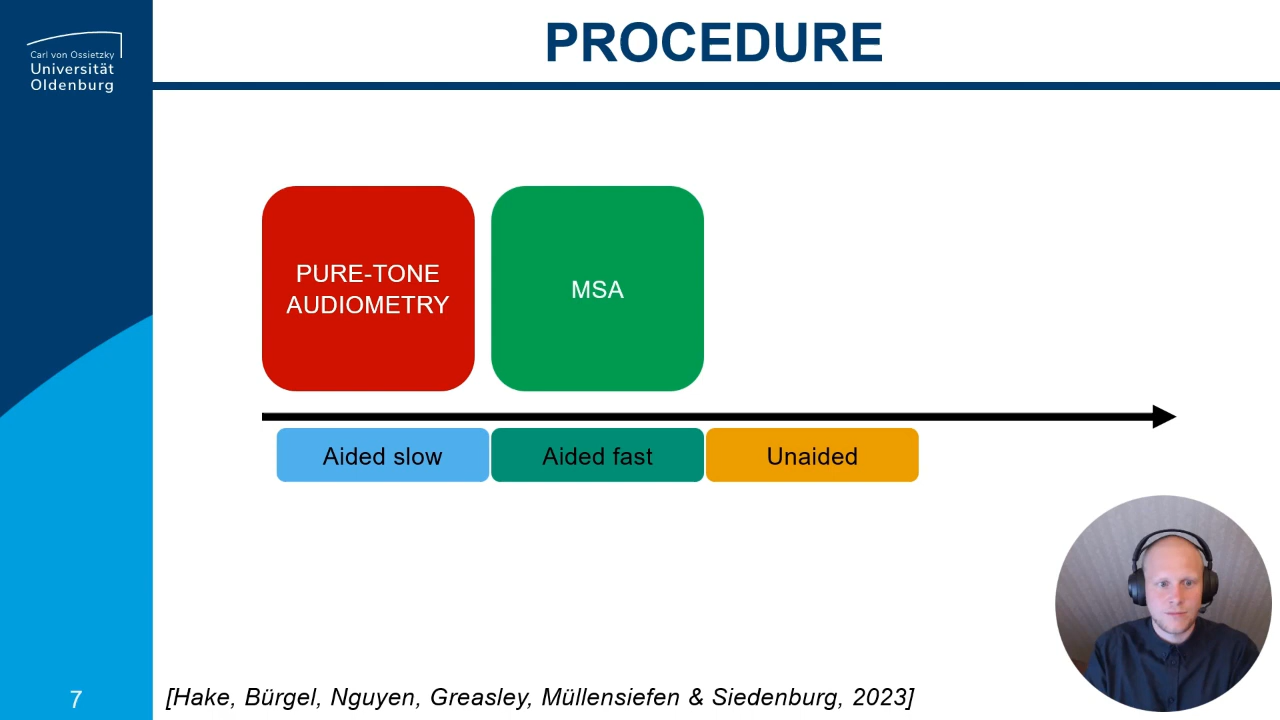 Carl von Ossietzky
Universität
Oldenburg
PROCEDURE
PURE-TONE
AUDIOMETRY
MSA
Aided slow
Aided fast
Unaided
7
[Hake, Bürgel, Nguyen, Greasley, Müllensiefen & Siedenburg, 2023]